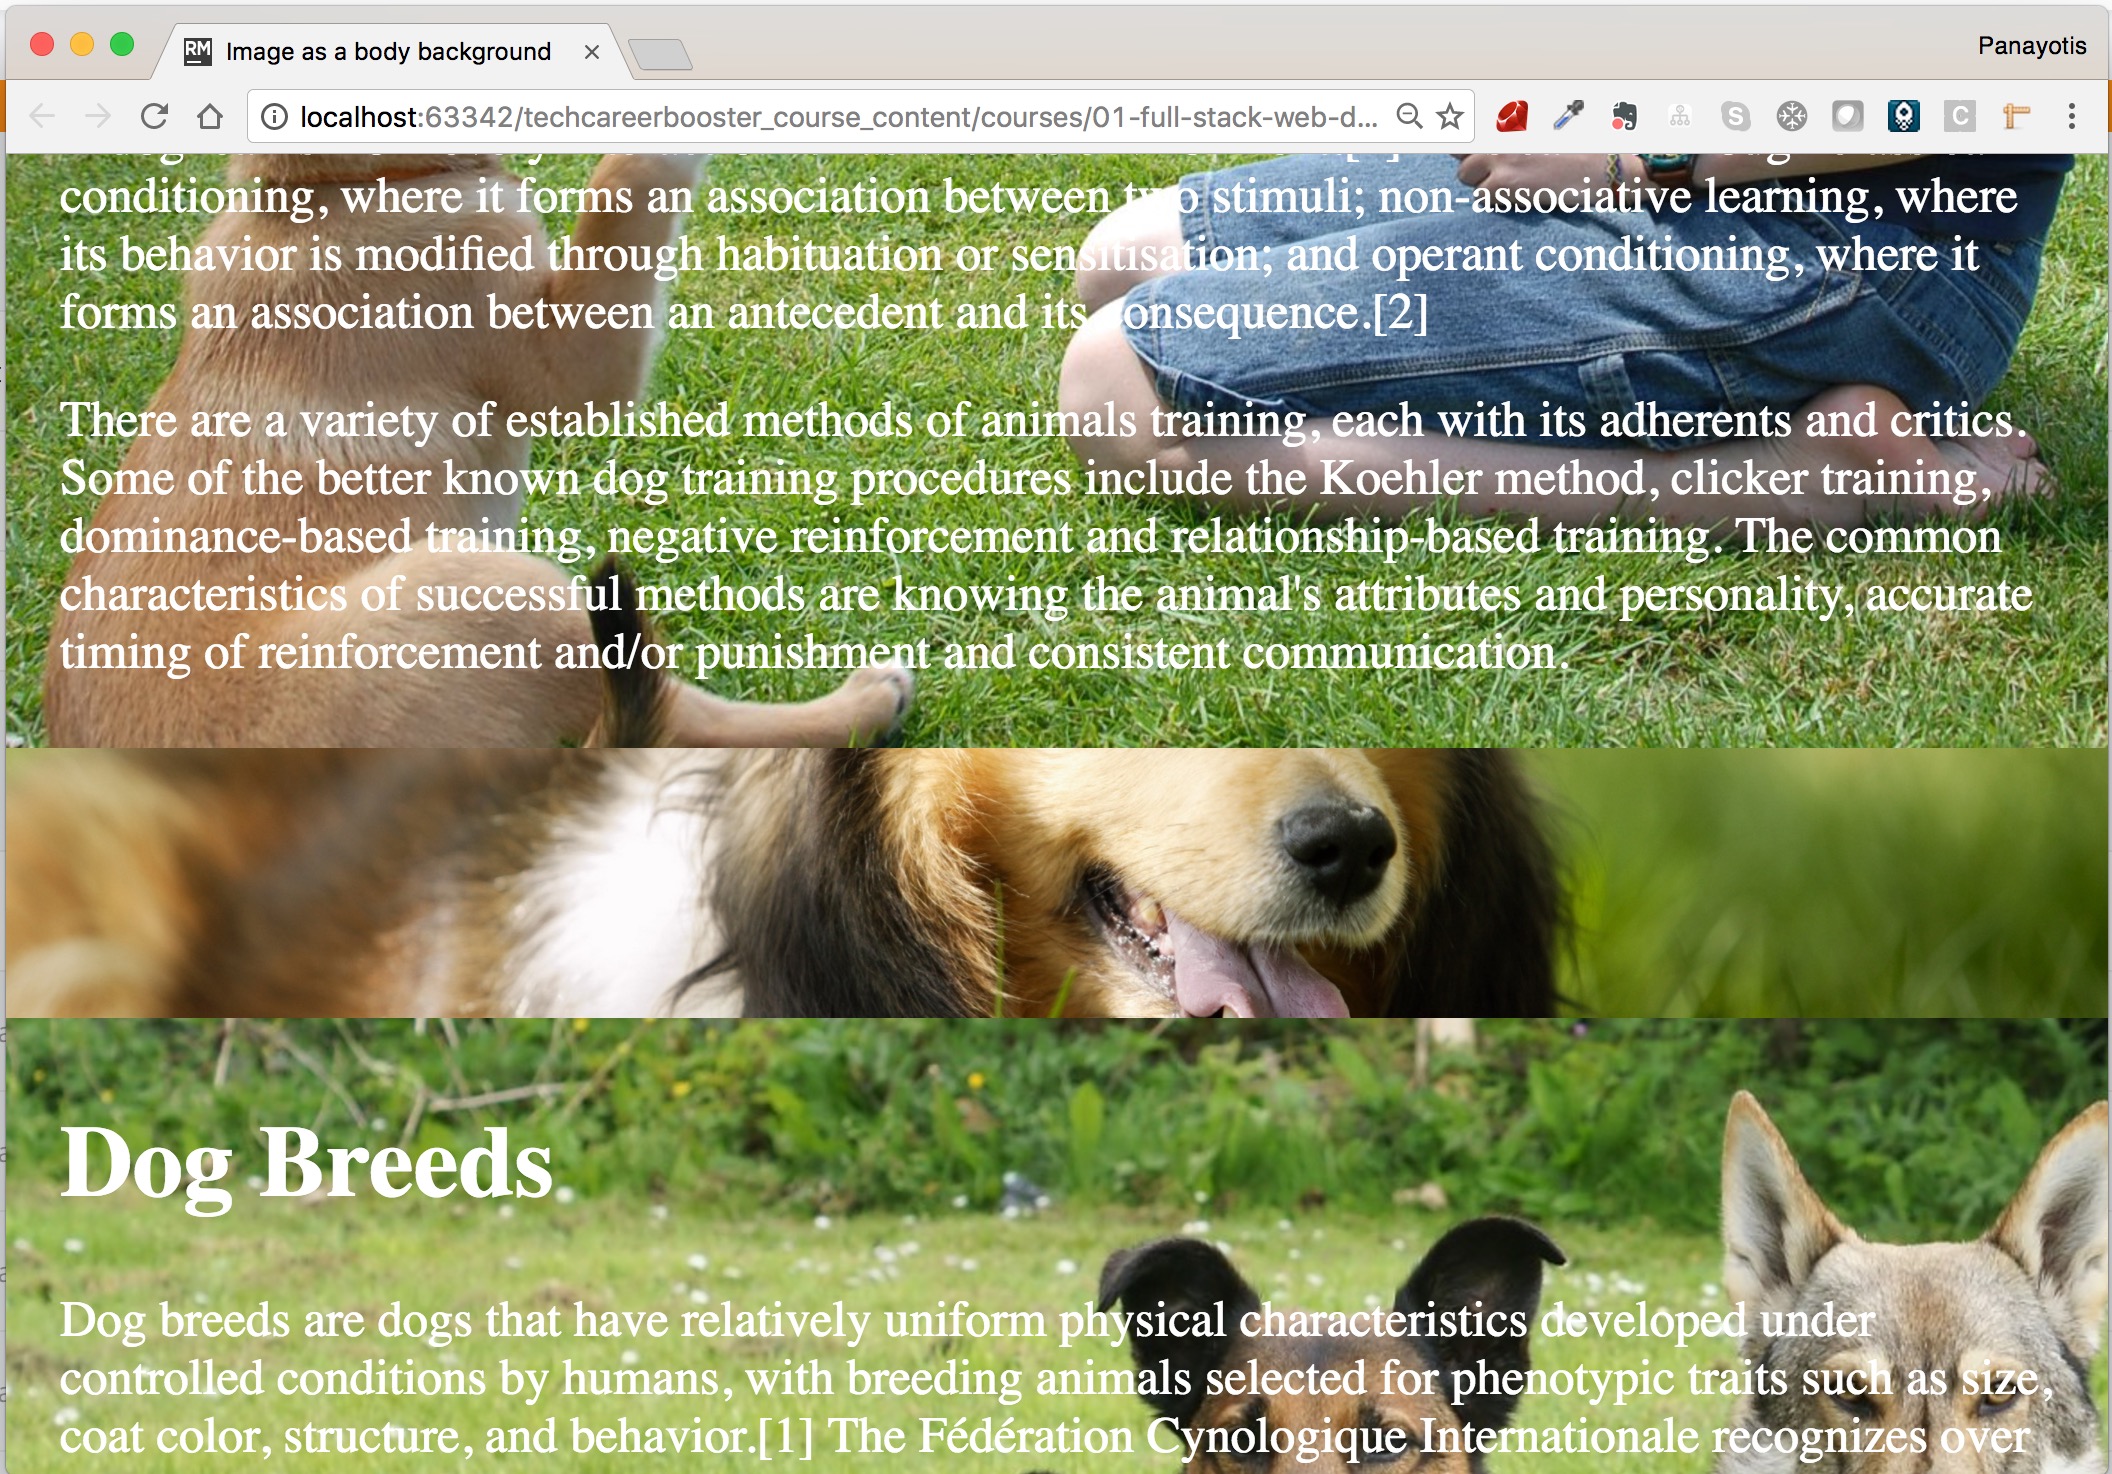 RM
Image as a body background
Panayotis
localhost:63342/techcareerbooster_course_content/courses/01-full-stack-web-d...
conditioning, where it forms an association between two stimuli; non-associative learning, where
its behavior is modified through habituation or sensitisation; and operant conditioning, where it
forms an association between an antecedent and its consequence.[2]
There are a variety of established methods of animals training, each with its adherents and critics.
Some of the better known dog training procedures include the Koehler method, clicker training,
dominance-based training, negative reinforcement and relationship-based training. The common
characteristics of successful methods are knowing the animal's attributes and personality, accurate
timing of reinforcement and/or punishment and consistent communication.
Dog Breeds
Dog breeds are dogs that have relatively uniform physical characteristics developed under
controlled conditions by humans, with breeding animals selected for phenotypic traits such as size,
coat color, structure, and behavior.[1] The Fédération Cynologique Internationale recognizes over